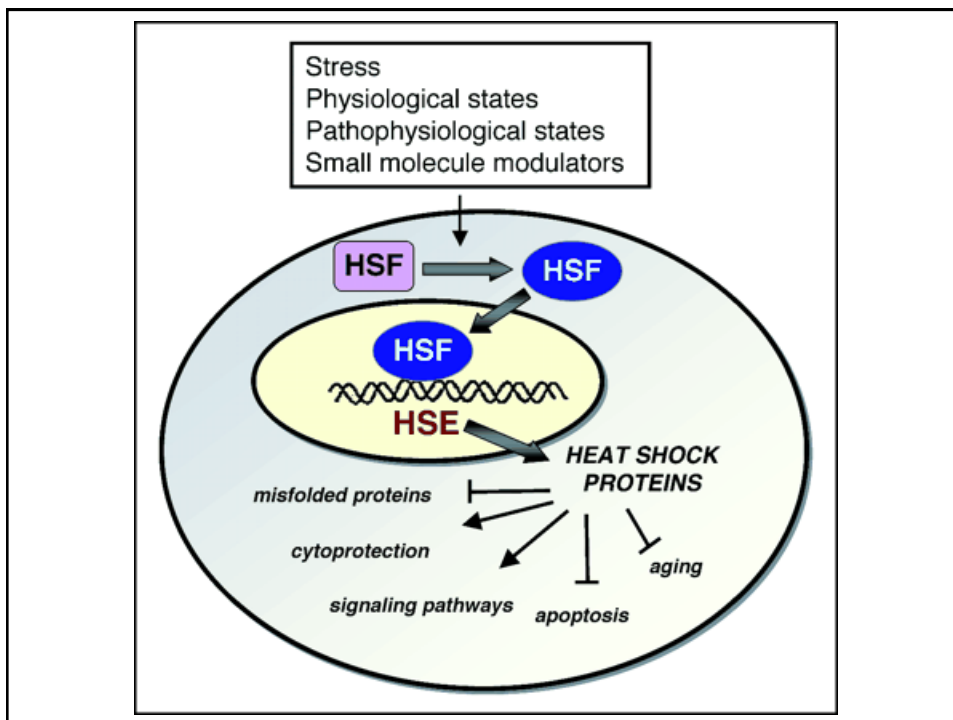 Stress
Physiological states
Pathophysiological states
Small molecule modulators
HSF
HSF
HSF
HSE
HEAT SHOCK
PROTEINS
misfolded proteins
cytoprotection
signaling pathways
apoptosis
aging